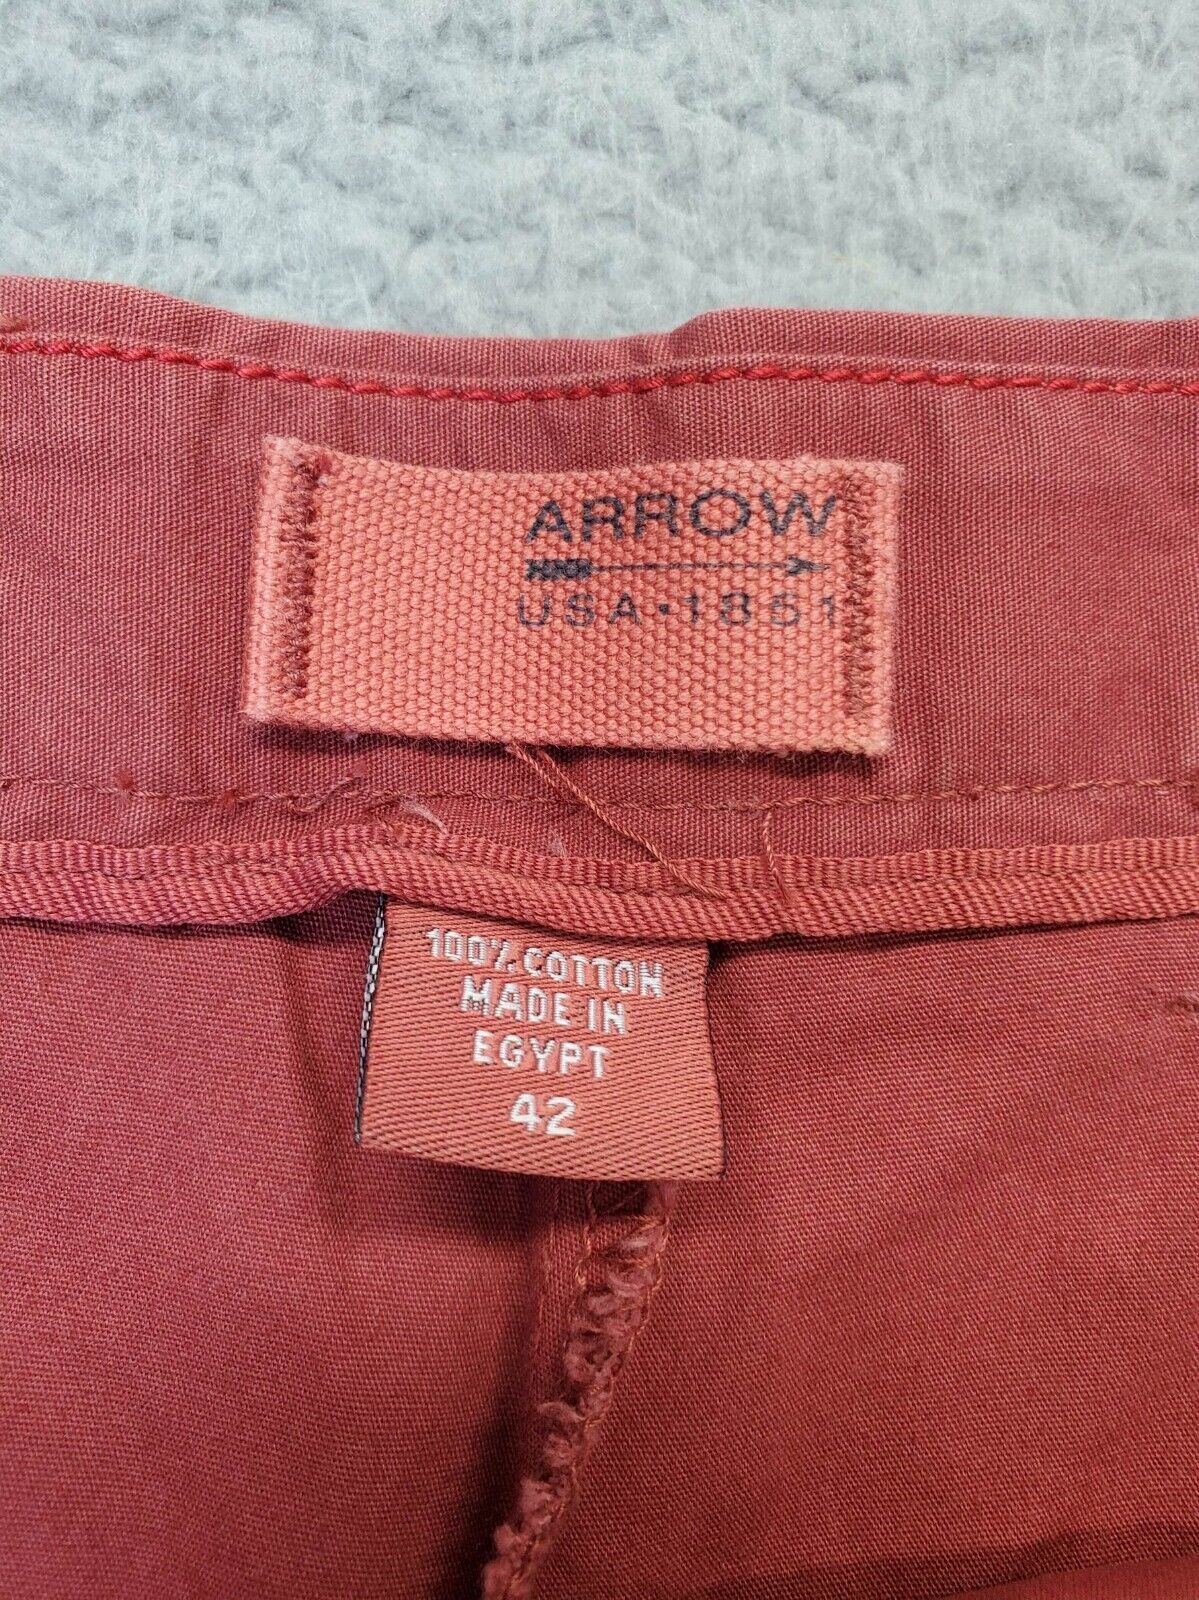 ARROW
USA·1851
100% COTTON
MADE IN
EGYPT
42